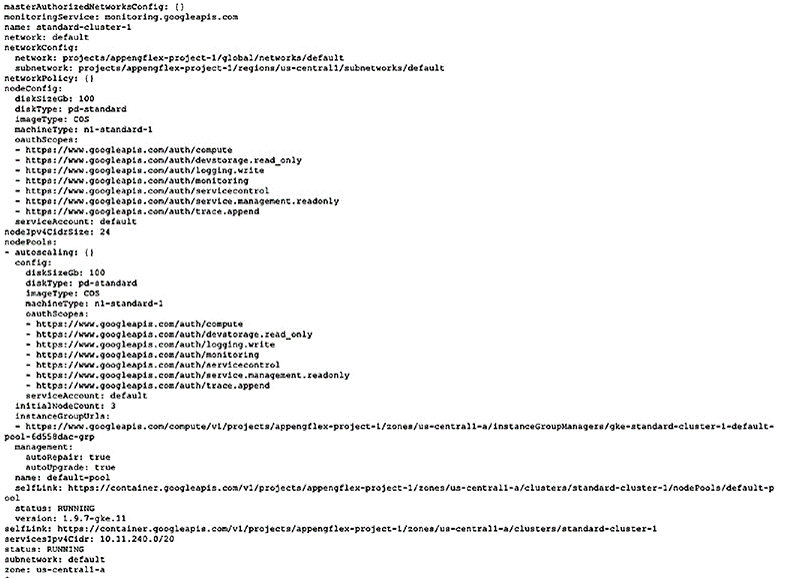 masterAuthorizedNetworksConfig: {}
monitoringService: monitoring.googleapis.com
name: standard-cluster-1
network: default
networkConfig:
  network: projects/appengflex-project-1/global/networks/default
  subnetwork: projects/appengflex-project-1/regions/us-central1/subnetworks/default
networkPolicy: {}
nodeConfig:
  diskSizeGb: 100
  diskType: pd-standard
  imageType: COS
  machineType: n1-standard-1
  oauthScopes:
  - https://www.googleapis.com/auth/compute
  - https://www.googleapis.com/auth/devstorage.read_only
  - https://www.googleapis.com/auth/logging.write
  - https://www.googleapis.com/auth/monitoring
  - https://www.googleapis.com/auth/servicecontrol
  - https://www.googleapis.com/auth/service.management.readonly
  - https://www.googleapis.com/auth/trace.append
  serviceAccount: default
nodeIpv4CidrSize: 24
nodePools:
- autoscaling: {}
  config:
    diskSizeGb: 100
    diskType: pd-standard
    imageType: COS
    machineType: n1-standard-1
    oauthScopes:
    - https://www.googleapis.com/auth/compute
    - https://www.googleapis.com/auth/devstorage.read_only
    - https://www.googleapis.com/auth/logging.write
    - https://www.googleapis.com/auth/monitoring
    - https://www.googleapis.com/auth/servicecontrol
    - https://www.googleapis.com/auth/service.management.readonly
    - https://www.googleapis.com/auth/trace.append
    serviceAccount: default
  initialNodeCount: 3
  instanceGroupUrls:
  - https://www.googleapis.com/compute/v1/projects/appengflex-project-1/zones/us-central1-a/instanceGroupManagers/gke-standard-cluster-1-default-
pool-6d558dac-grp
  management:
    autoRepair: true
    autoUpgrade: true
  name: default-pool
  selfLink: https://container.googleapis.com/v1/projects/appengflex-project-1/zones/us-central1-a/clusters/standard-cluster-1/nodePools/default-p
ool
  status: RUNNING
  version: 1.9.7-gke.11
selfLink: https://container.googleapis.com/v1/projects/appengflex-project-1/zones/us-central1-a/clusters/standard-cluster-1
servicesIpv4Cidr: 10.11.240.0/20
status: RUNNING
subnetwork: default
zone: us-central1-a